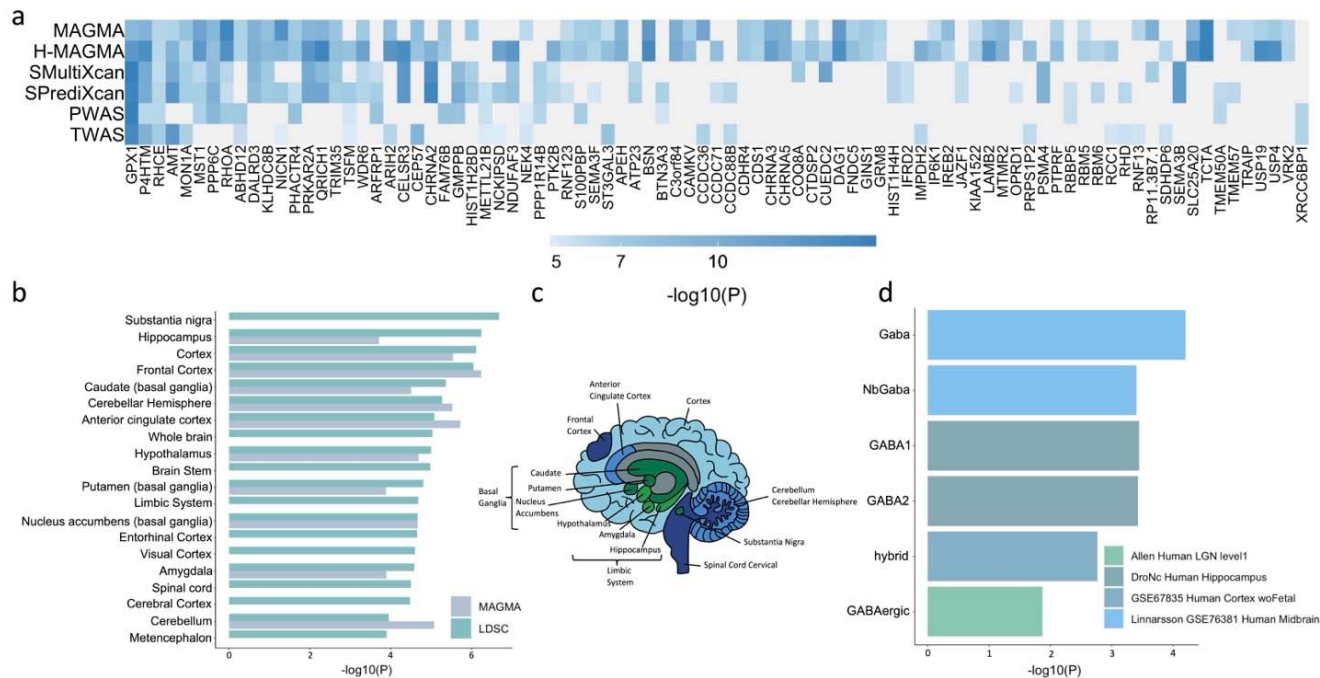 a
MAGMA
H-MAGMA
SMultiXcan
SPrediXcan
PWAS
TWAS
GPX1
P4HTM
RHCE
AMT
MON1A
MST1
PPP6C
RHOA
ABHD12
DALRD3
KLHDC8B
NICN1
PHACTR4
PRKAR2A
QRICH1
TRIM35
TSFM
WDR6
ARFRP1
ARIH2
CELSR3
CEP57
CHRNA2
FAM76B
GMPPB
HIST1H2BD
METTL21B
NCKIPSD
NDUFAF3
NEK4
PPP1R14B
PTK2B
RNF123
S100PBP
SEMA3F
ST3GAL3
APEH
ATP23
BSN
BTN3A3
C3orf84
CAMKV
CCDC36
CCDC71
CCDC88B
CDHR4
CDS1
CHRNA3
CHRNA5
COQ8A
CTDSP2
CUEDC2
DAG1
FNDC5
GINS1
GRM8
HIST1H4H
IFRD2
IMPDH2
IP6K1
IREB2
JAZF1
KIAA1522
LAMB2
MTMR2
OPRD1
PRPS1P2
PSMA4
PTPRF
RBBP5
RBM5
RBM6
RCC1
RHD
RNF13
RP11.3B7.1
SDHDP6
SEMA3B
SLC25A20
TCTA
TMEM50A
TMEM57
TRAIP
USP19
USP4
VRK2
XRCC6BP1
5 7 10
-log10(P)
b
Substantia nigra
Hippocampus
Cortex
Frontal Cortex
Caudate (basal ganglia)
Cerebellar Hemisphere
Anterior cingulate cortex
Whole brain
Hypothalamus
Brain Stem
Putamen (basal ganglia)
Limbic System
Nucleus accumbens (basal ganglia)
Entorhinal Cortex
Visual Cortex
Amygdala
Spinal cord
Cerebral Cortex
Cerebellum
Metencephalon
MAGMA
LDSC
0 2 4 6
-log10(P)
c
Anterior
Cingulate Cortex
Cortex
Frontal
Cortex
Caudate
Putamen
Basal
Ganglia
Nucleus
Accumbens
Hypothalamus
Amygdala
Hippocampus
Limbic
System
Cerebellum
Cerebellar Hemisphere
Substantia Nigra
Spinal Cord Cervical
d
Gaba
NbGaba
GABA1
GABA2
hybrid
GABAergic
Allen Human LGN level1
DroNc Human Hippocampus
GSE67835 Human Cortex woFetal
Linnarsson GSE76381 Human Midbrain
0 1 2 3 4
-log10(P)